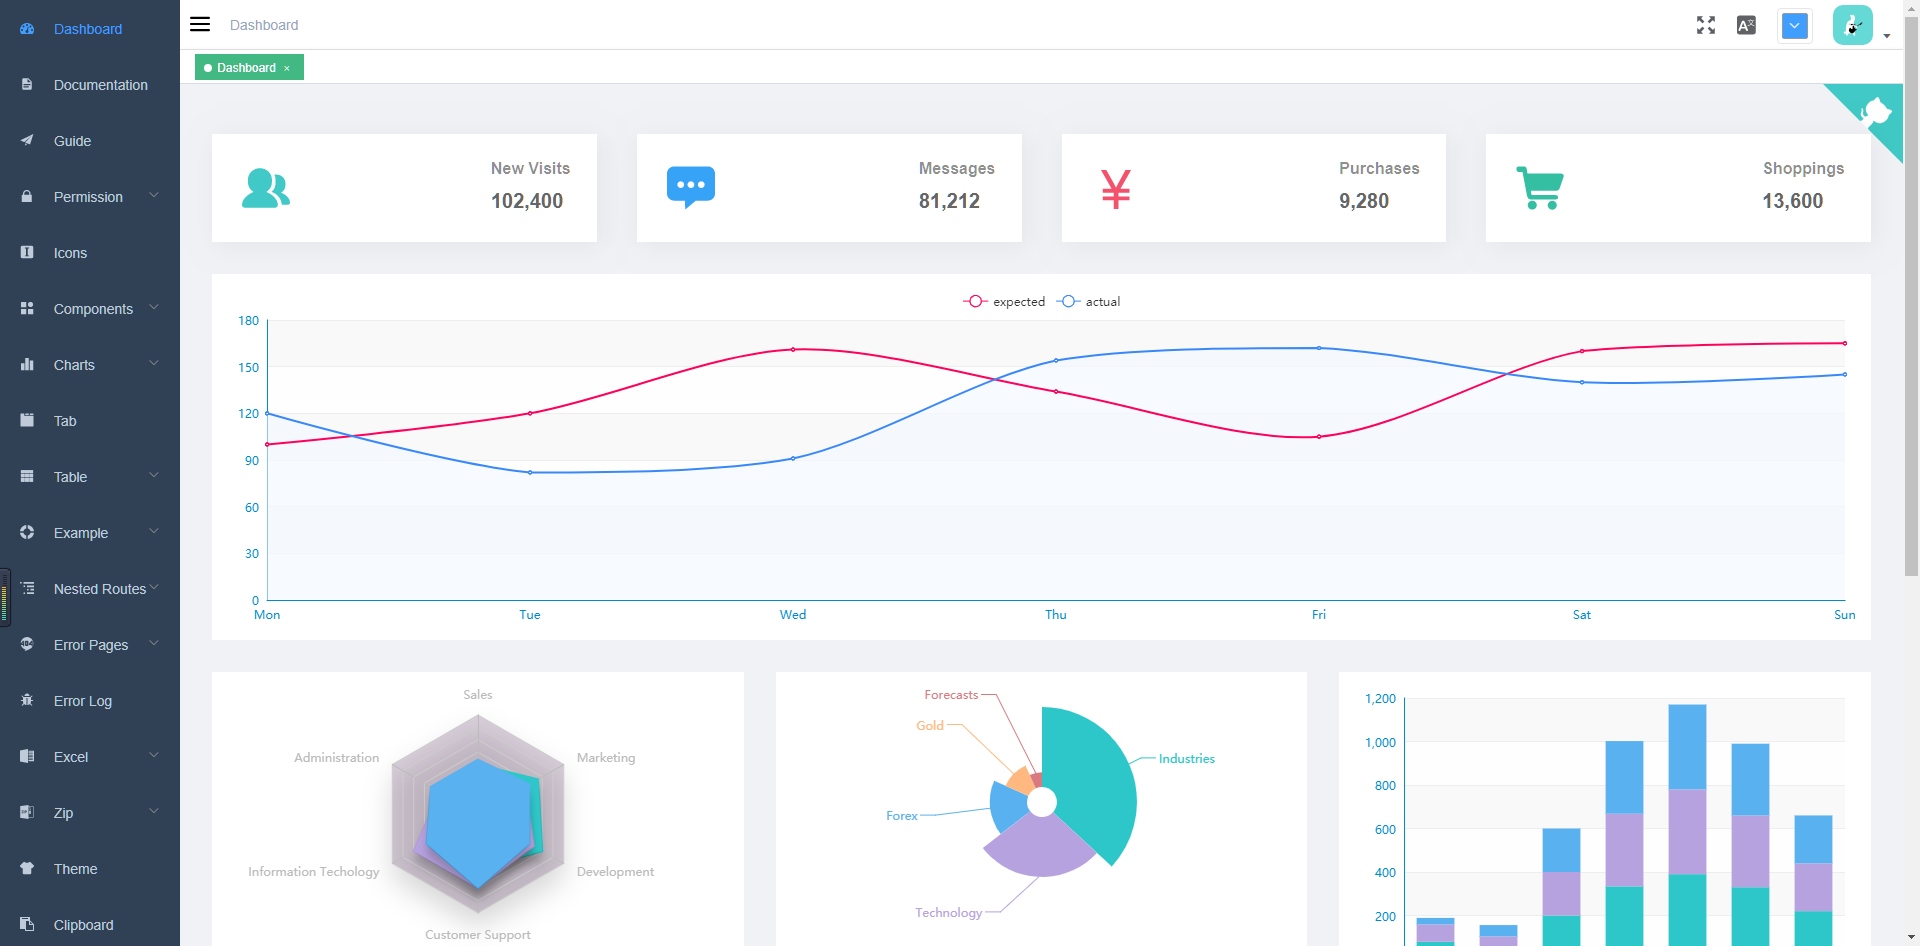 Dashboard
Documentation
Guide
Permission
Icons
Components
Charts
Tab
Table
Example
Nested Routes
Error Pages
Error Log
Excel
Zip
Theme
Clipboard
Dashboard
Dashboard ×
New Visits
102,400
Messages
81,212
Purchases
9,280
Shoppings
13,600
expected actual
180
150
120
90
60
30
0
Mon Tue Wed Thu Fri Sat Sun
Sales
Administration
Marketing
Information Techology
Development
Customer Support
Forecasts
Gold
Industries
Forex
Technology
1,200
1,000
800
600
400
200